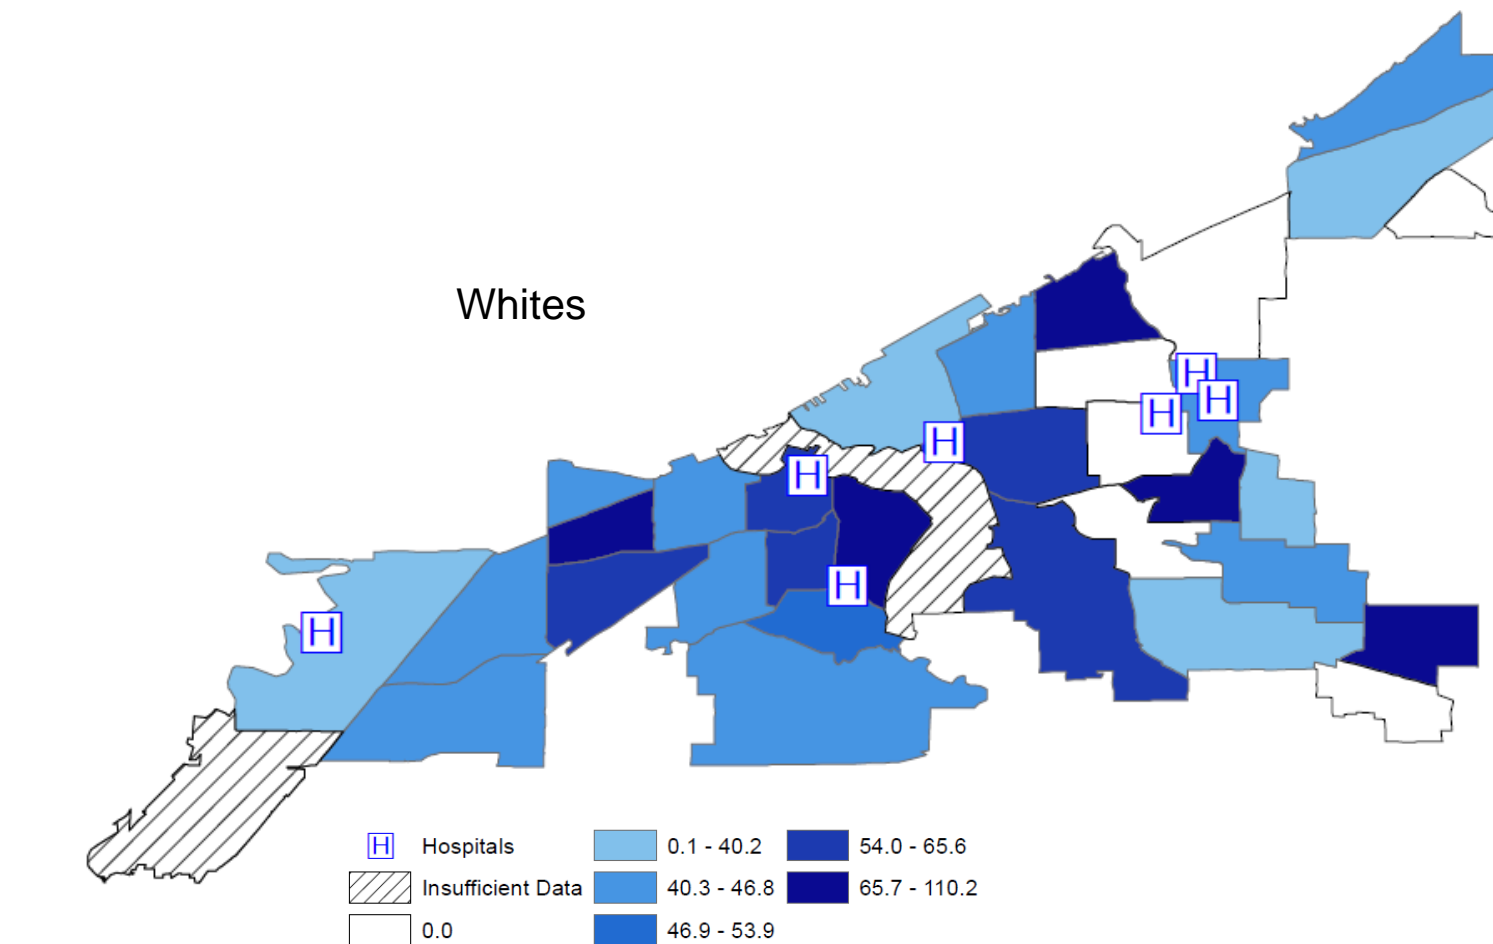 Whites
H
H
H
H
H
H
H
H
H Hospitals
Insufficient Data
0.0
0.1 - 40.2
40.3 - 46.8
46.9 - 53.9
54.0 - 65.6
65.7 - 110.2